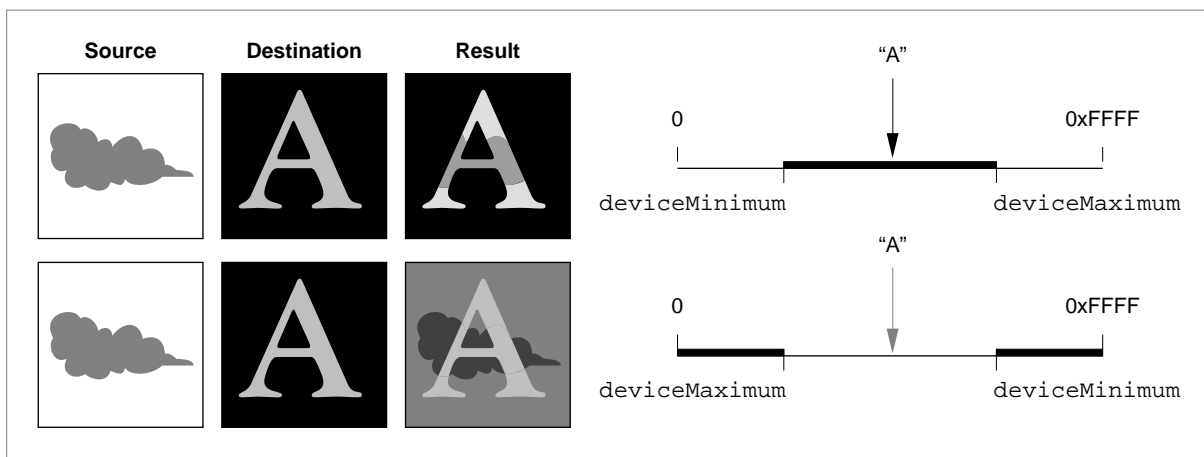 Source Destination Result
“A”
0 0xFFFF
deviceMinimum deviceMaximum
“A”
0 0xFFFF
deviceMaximum deviceMinimum